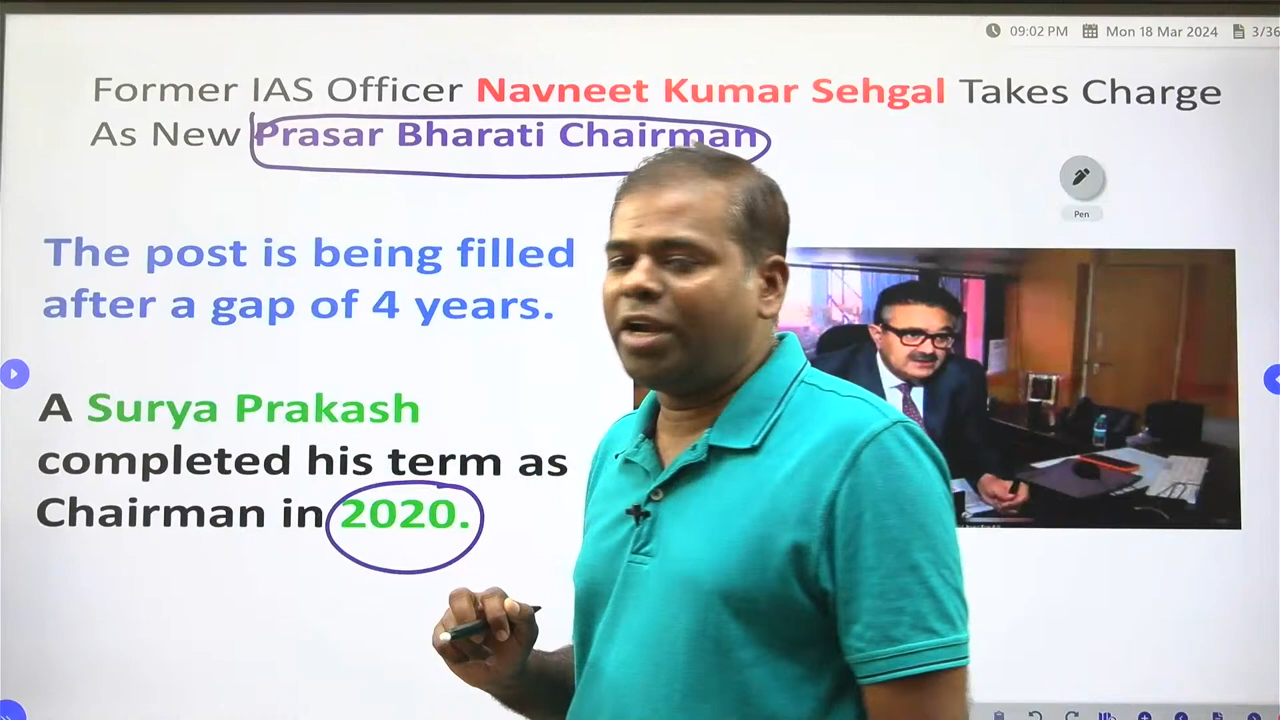 09:02 PM Mon 18 Mar 2024 3/36
Former IAS Officer Navneet Kumar Sehgal Takes Charge
As New Prasar Bharati Chairman
Pen
The post is being filled
after a gap of 4 years.
A Surya Prakash
completed his term as
Chairman in 2020.